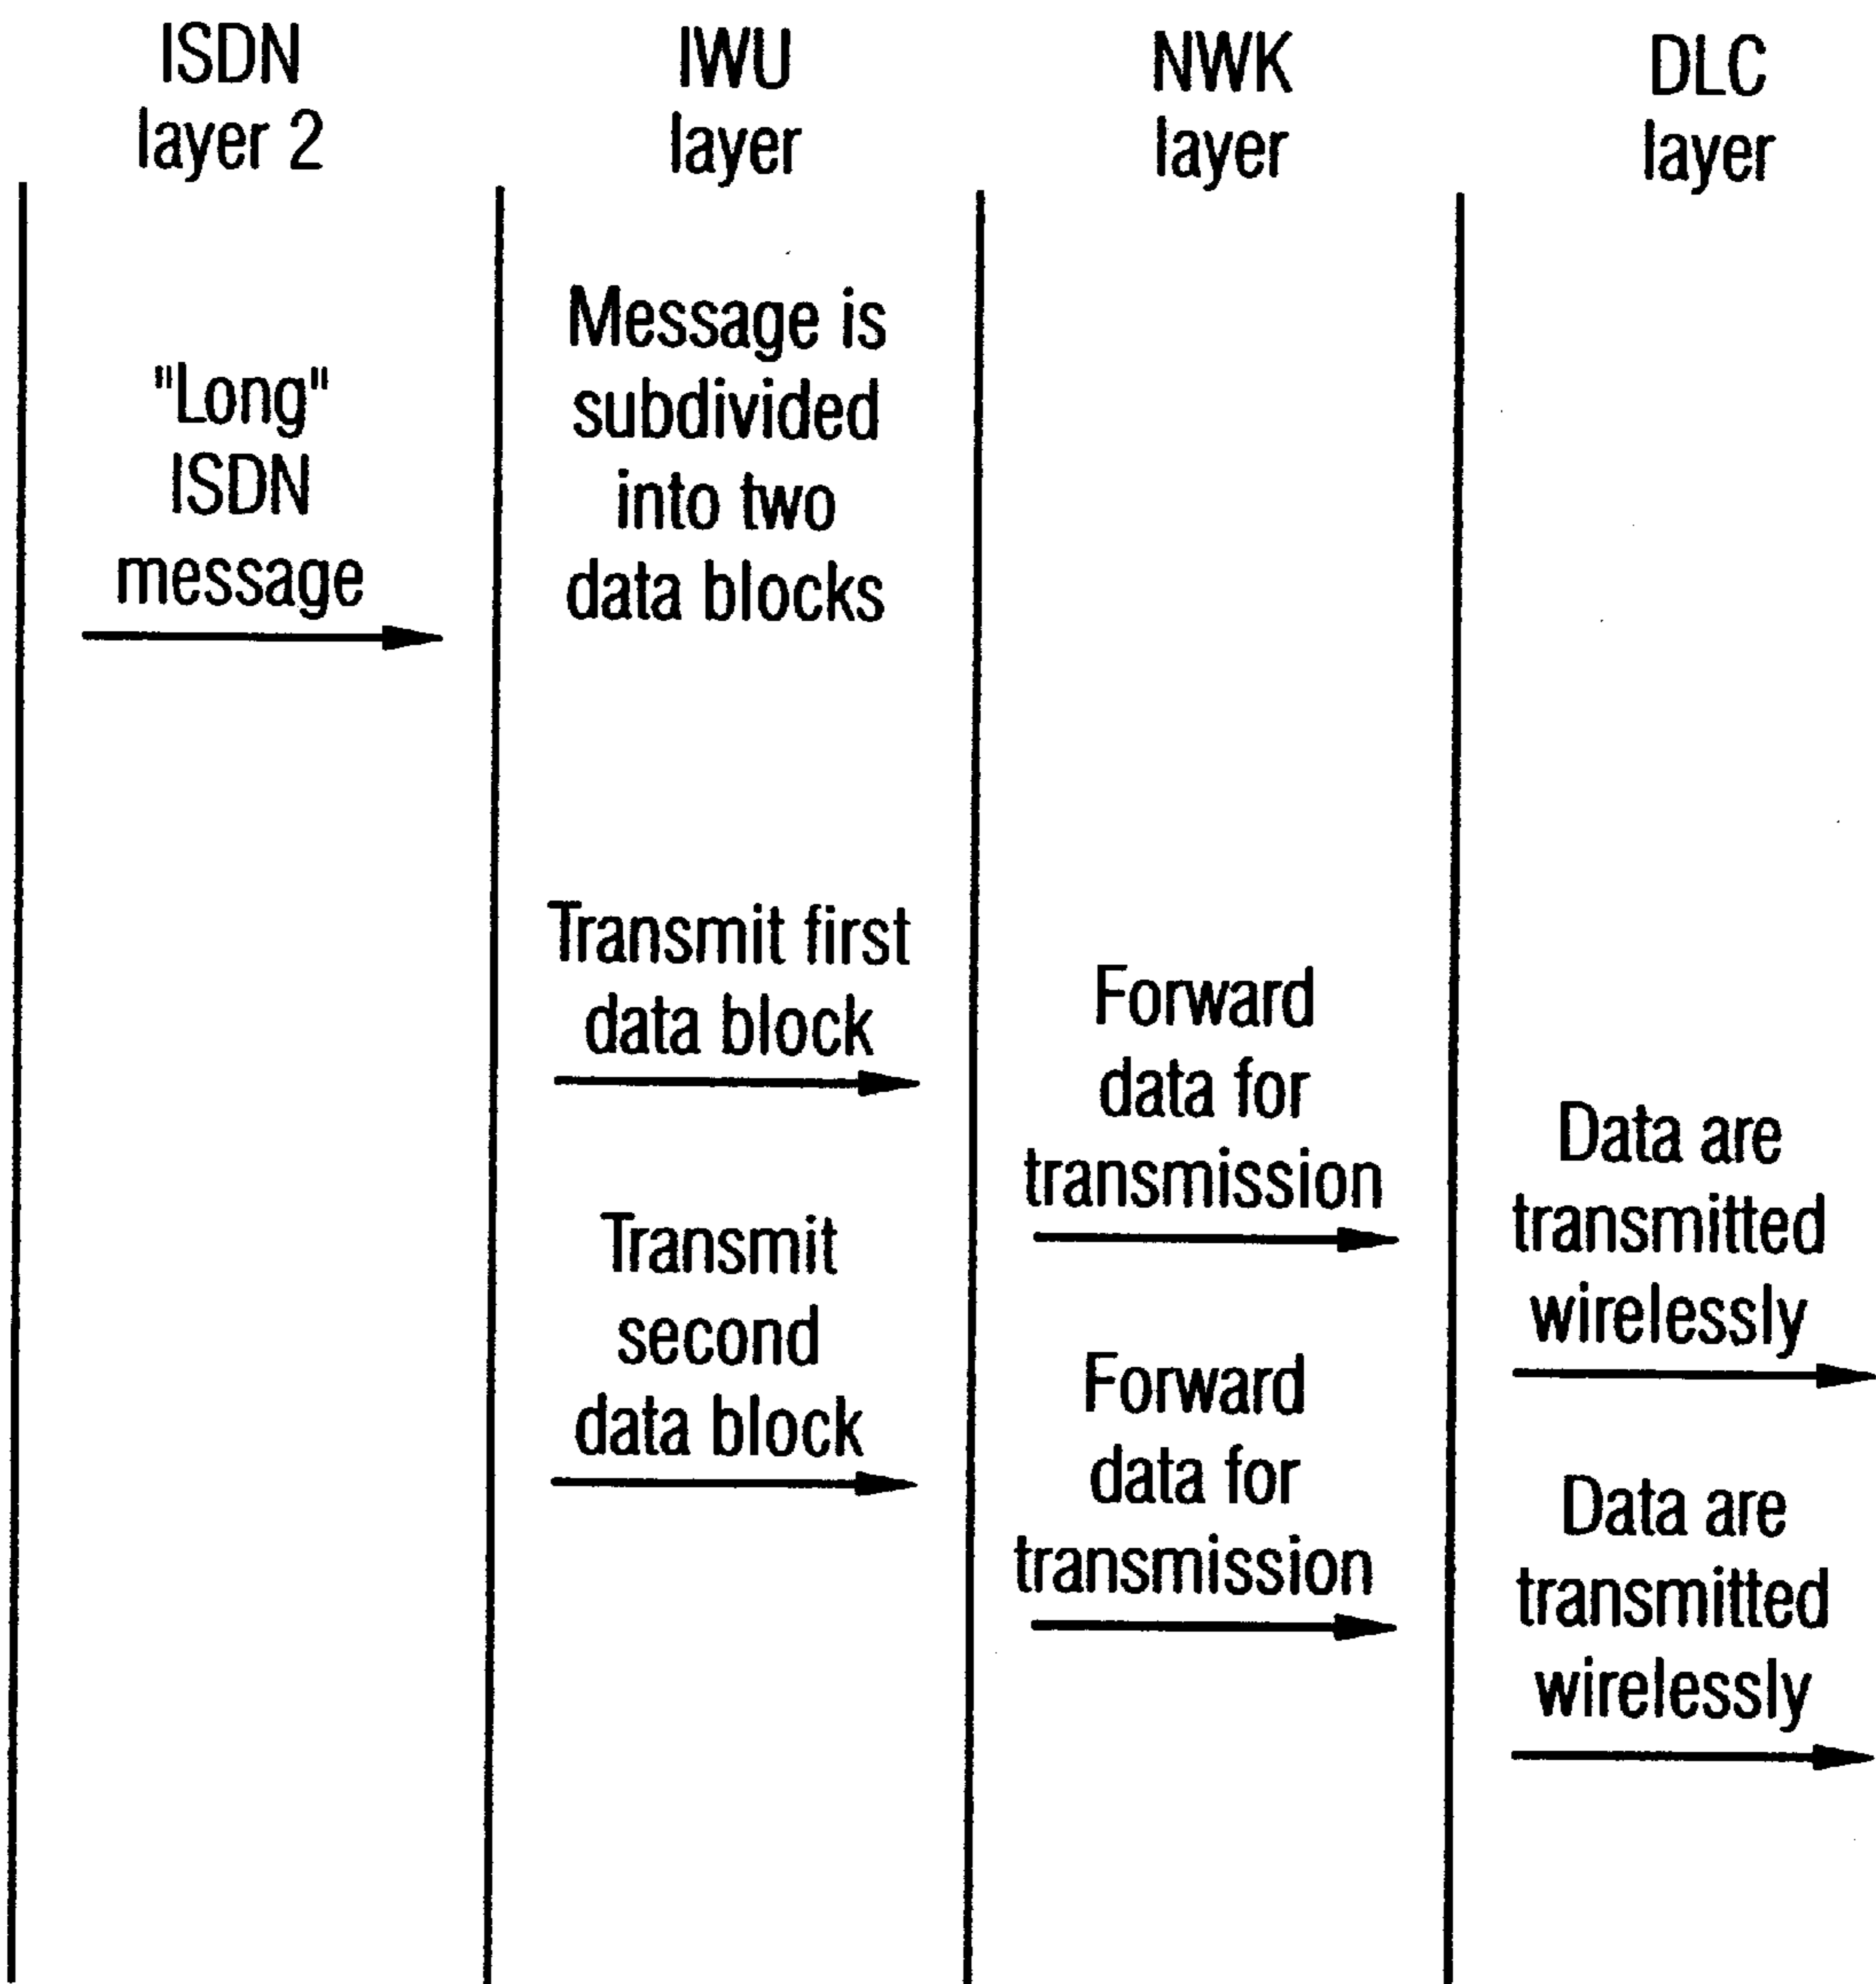 ISDN
layer 2
IWU
layer
NWK
layer
DLC
layer
"Long"
ISDN
message
Message is
subdivided
into two
data blocks
Transmit first
data block
Forward
data for
transmission
Data are
transmitted
wirelessly
Transmit
second
data block
Forward
data for
transmission
Data are
transmitted
wirelessly